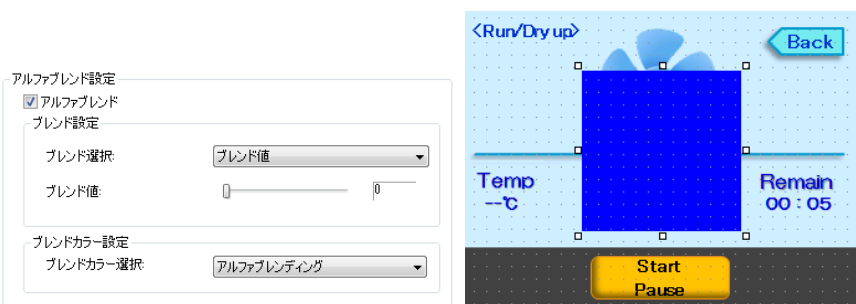 アルファブレンド設定
アルファブレンド
ブレンド設定
ブレンド選択:
ブレンド値
ブレンド値:
0
ブレンドカラー設定
ブレンドカラー選択:
アルファブレンディング
<Run/Dry up>
Back
Temp
--℃
Remain
00:05
Start
Pause